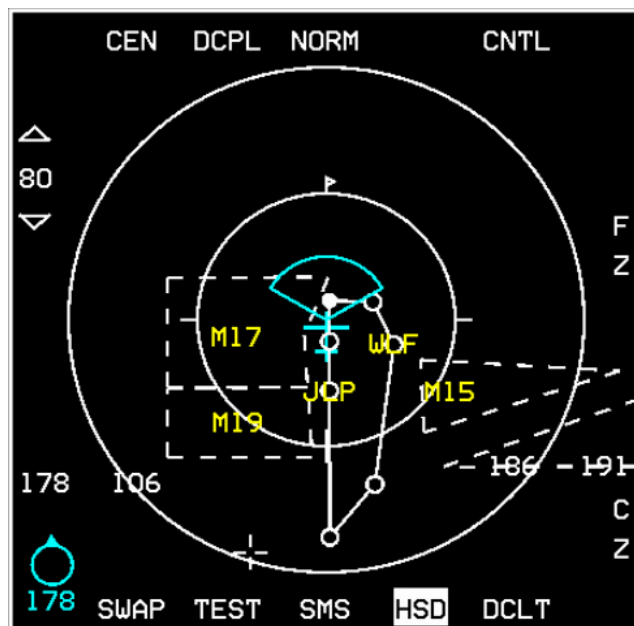 CEN DCPL NORM CNTL
80
F
Z
M17 WLF
JLP M15
M19
186 191
178 106
C
Z
178
SWAP TEST SMS HSD DCLT